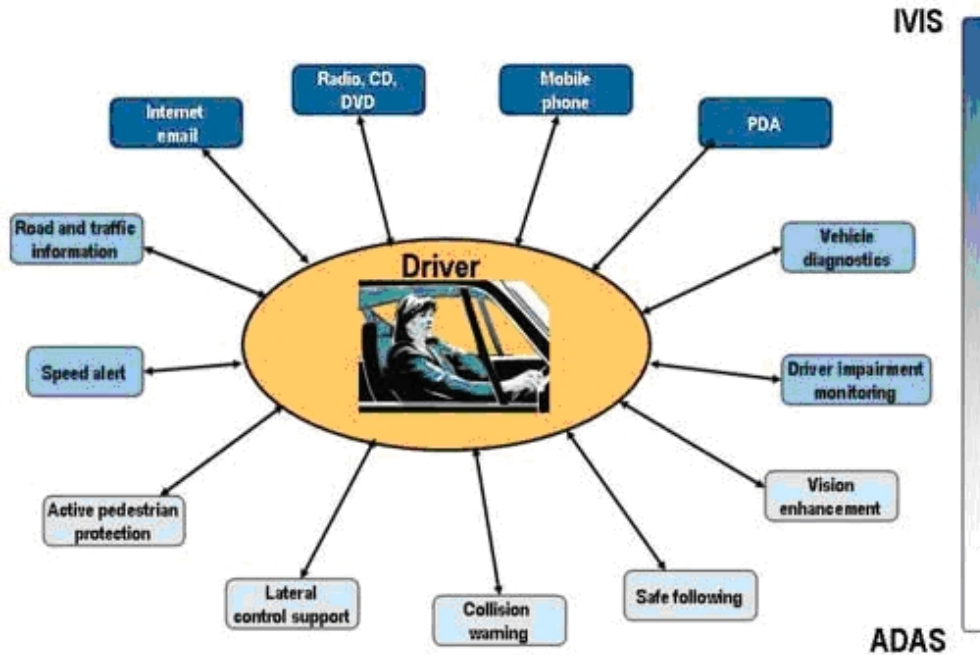 IVIS
Radio, CD,
DVD
Mobile
phone
Internet
email
PDA
Road and traffic
information
Vehicle
diagnostics
Driver
Speed alert
Driver impairment
monitoring
Active pedestrian
protection
Vision
enhancement
Lateral
control support
Collision
warning
Safe following
ADAS